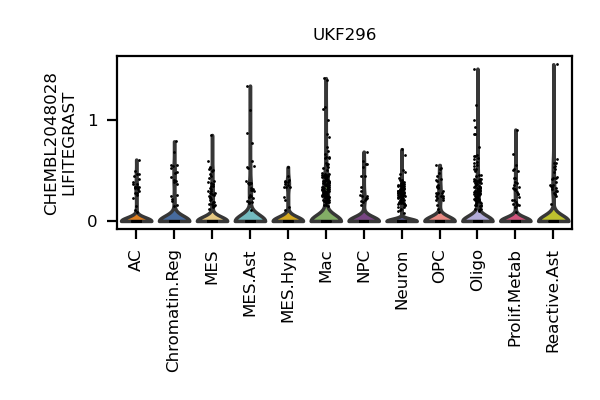 UKF296
CHEMBL2048028
LIFITEGRAST
1
0
AC
Chromatin.Reg
MES
MES.Ast
MES.Hyp
Mac
NPC
Neuron
OPC
Oligo
Prolif.Metab
Reactive.Ast